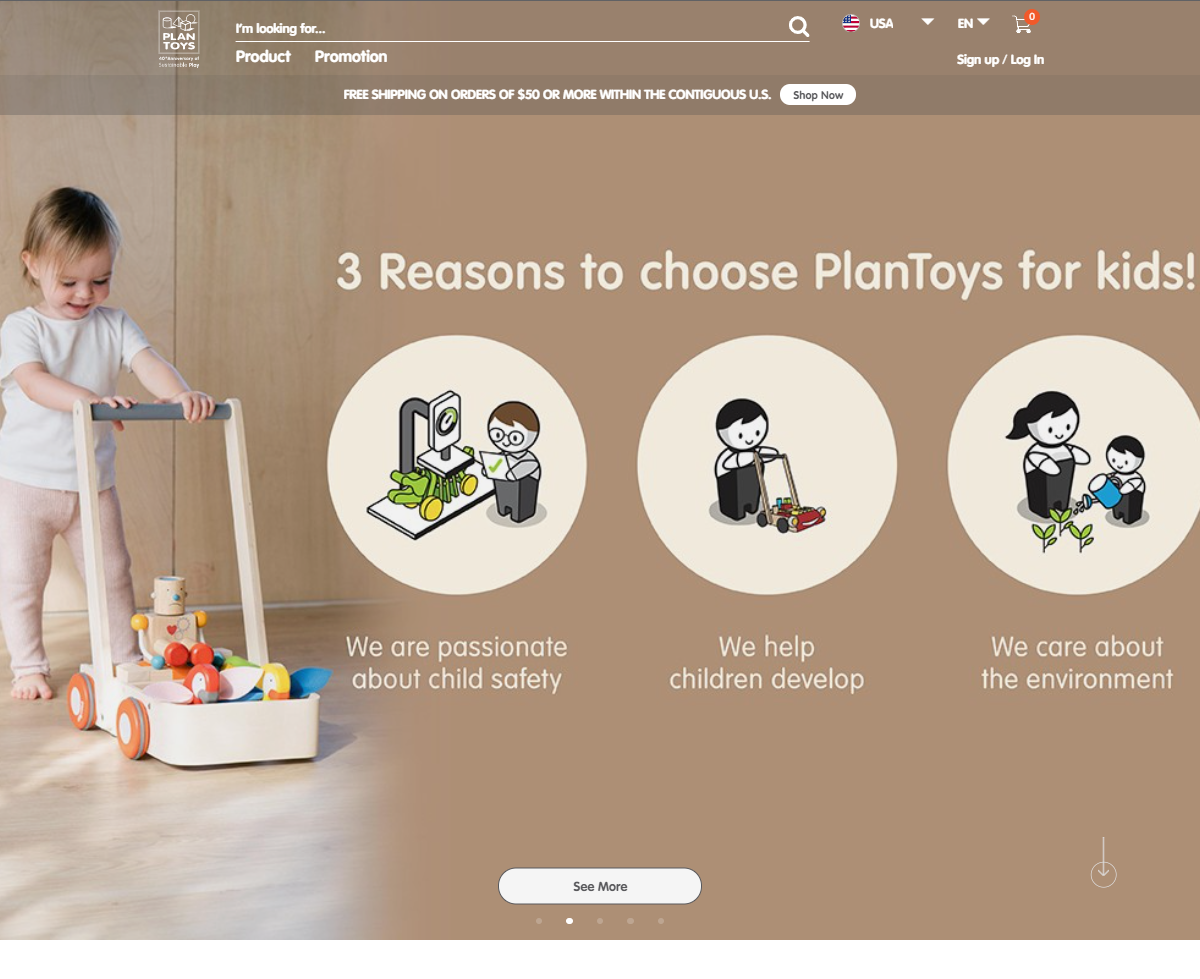 PLAN
TOYS
40th Anniversary of
Sustainable Play
I'm looking for...
USA
EN
0
Product
Promotion
Sign up / Log In
FREE SHIPPING ON ORDERS OF $50 OR MORE WITHIN THE CONTIGUOUS U.S.
Shop Now
3 Reasons to choose PlanToys for kids!
We are passionate
about child safety
We help
children develop
We care about
the environment
See More